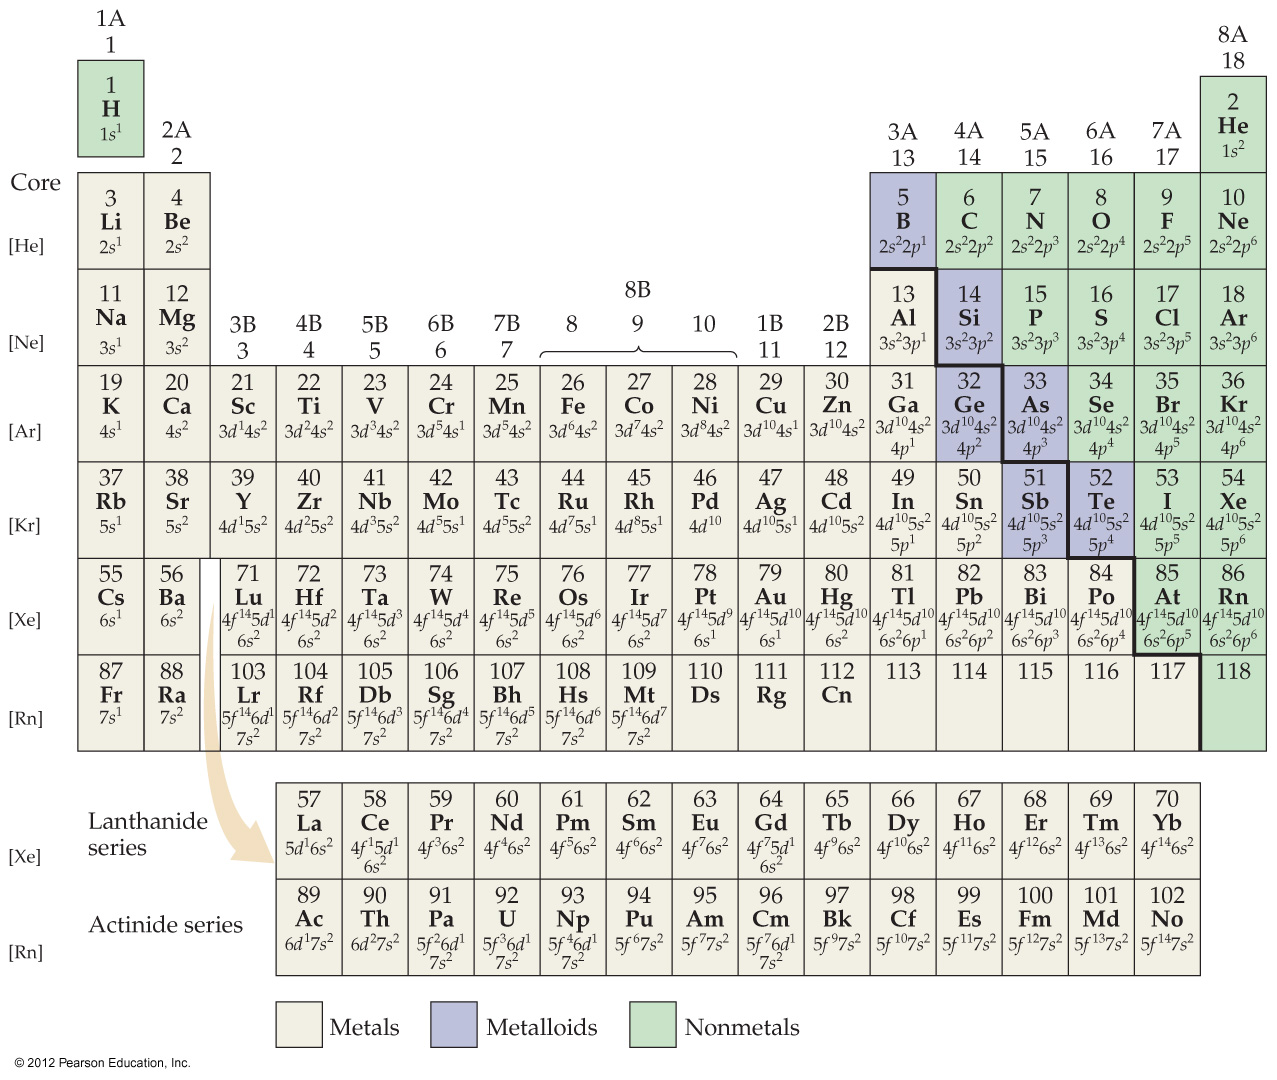 1A
1
8A
18
1
H
1s¹
2A
2
3A 4A 5A 6A 7A
13 14 15 16 17
2
He
1s²
Core
[He]
3 4 5 6 7 8 9 10
Li Be B C N O F Ne
2s¹ 2s² 2s²2p¹ 2s²2p² 2s²2p³ 2s²2p⁴ 2s²2p⁵ 2s²2p⁶
8B
3B 4B 5B 6B 7B 8 9 10 1B 2B
3 4 5 6 7 11 12
[Ne]
11 12 13 14 15 16 17 18
Na Mg Al Si P S Cl Ar
3s¹ 3s² 3s²3p¹ 3s²3p² 3s²3p³ 3s²3p⁴ 3s²3p⁵ 3s²3p⁶
[Ar]
19 20 21 22 23 24 25 26 27 28 29 30 31 32 33 34 35 36
K Ca Sc Ti V Cr Mn Fe Co Ni Cu Zn Ga Ge As Se Br Kr
4s¹ 4s² 3d¹4s² 3d²4s² 3d³4s² 3d⁵4s¹ 3d⁵4s² 3d⁶4s² 3d⁷4s² 3d⁸4s² 3d¹⁰4s¹ 3d¹⁰4s² 3d¹⁰4s² 3d¹⁰4s² 3d¹⁰4s² 3d¹⁰4s² 3d¹⁰4s² 3d¹⁰4s²
4p¹ 4p² 4p³ 4p⁴ 4p⁵ 4p⁶
[Kr]
37 38 39 40 41 42 43 44 45 46 47 48 49 50 51 52 53 54
Rb Sr Y Zr Nb Mo Tc Ru Rh Pd Ag Cd In Sn Sb Te I Xe
5s¹ 5s² 4d¹5s² 4d²5s² 4d³5s² 4d⁵5s¹ 4d⁵5s² 4d⁷5s¹ 4d⁸5s¹ 4d¹⁰ 4d¹⁰5s¹ 4d¹⁰5s² 4d¹⁰5s² 4d¹⁰5s² 4d¹⁰5s² 4d¹⁰5s² 4d¹⁰5s² 4d¹⁰5s²
5p¹ 5p² 5p³ 5p⁴ 5p⁵ 5p⁶
[Xe]
55 56 71 72 73 74 75 76 77 78 79 80 81 82 83 84 85 86
Cs Ba Lu Hf Ta W Re Os Ir Pt Au Hg Tl Pb Bi Po At Rn
6s¹ 6s² 4f¹⁴5d¹ 4f¹⁴5d² 4f¹⁴5d³ 4f¹⁴5d⁴ 4f¹⁴5d⁵ 4f¹⁴5d⁶ 4f¹⁴5d⁷ 4f¹⁴5d⁹ 4f¹⁴5d¹⁰ 4f¹⁴5d¹⁰ 4f¹⁴5d¹⁰ 4f¹⁴5d¹⁰ 4f¹⁴5d¹⁰ 4f¹⁴5d¹⁰ 4f¹⁴5d¹⁰ 4f¹⁴5d¹⁰
6s² 6s² 6s² 6s² 6s² 6s² 6s² 6s¹ 6s¹ 6s² 6s²6p¹ 6s²6p² 6s²6p³ 6s²6p⁴ 6s²6p⁵ 6s²6p⁶
[Rn]
87 88 103 104 105 106 107 108 109 110 111 112 113 114 115 116 117 118
Fr Ra Lr Rf Db Sg Bh Hs Mt Ds Rg Cn
7s¹ 7s² 5f¹⁴6d¹ 5f¹⁴6d² 5f¹⁴6d³ 5f¹⁴6d⁴ 5f¹⁴6d⁵ 5f¹⁴6d⁶ 5f¹⁴6d⁷
7s² 7s² 7s² 7s² 7s² 7s² 7s²
Lanthanide
series
[Xe]
57 58 59 60 61 62 63 64 65 66 67 68 69 70
La Ce Pr Nd Pm Sm Eu Gd Tb Dy Ho Er Tm Yb
5d¹6s² 4f¹5d¹ 4f³6s² 4f⁴6s² 4f⁵6s² 4f⁶6s² 4f⁷6s² 4f⁷5d¹ 4f⁹6s² 4f¹⁰6s² 4f¹¹6s² 4f¹²6s² 4f¹³6s² 4f¹⁴6s²
6s² 6s²
Actinide series
[Rn]
89 90 91 92 93 94 95 96 97 98 99 100 101 102
Ac Th Pa U Np Pu Am Cm Bk Cf Es Fm Md No
6d¹7s² 6d²7s² 5f²6d¹ 5f³6d¹ 5f⁴6d¹ 5f⁶7s² 5f⁷7s² 5f⁷6d¹ 5f⁹7s² 5f¹⁰7s² 5f¹¹7s² 5f¹²7s² 5f¹³7s² 5f¹⁴7s²
7s² 7s² 7s² 7s²
Metals Metalloids Nonmetals
© 2012 Pearson Education, Inc.